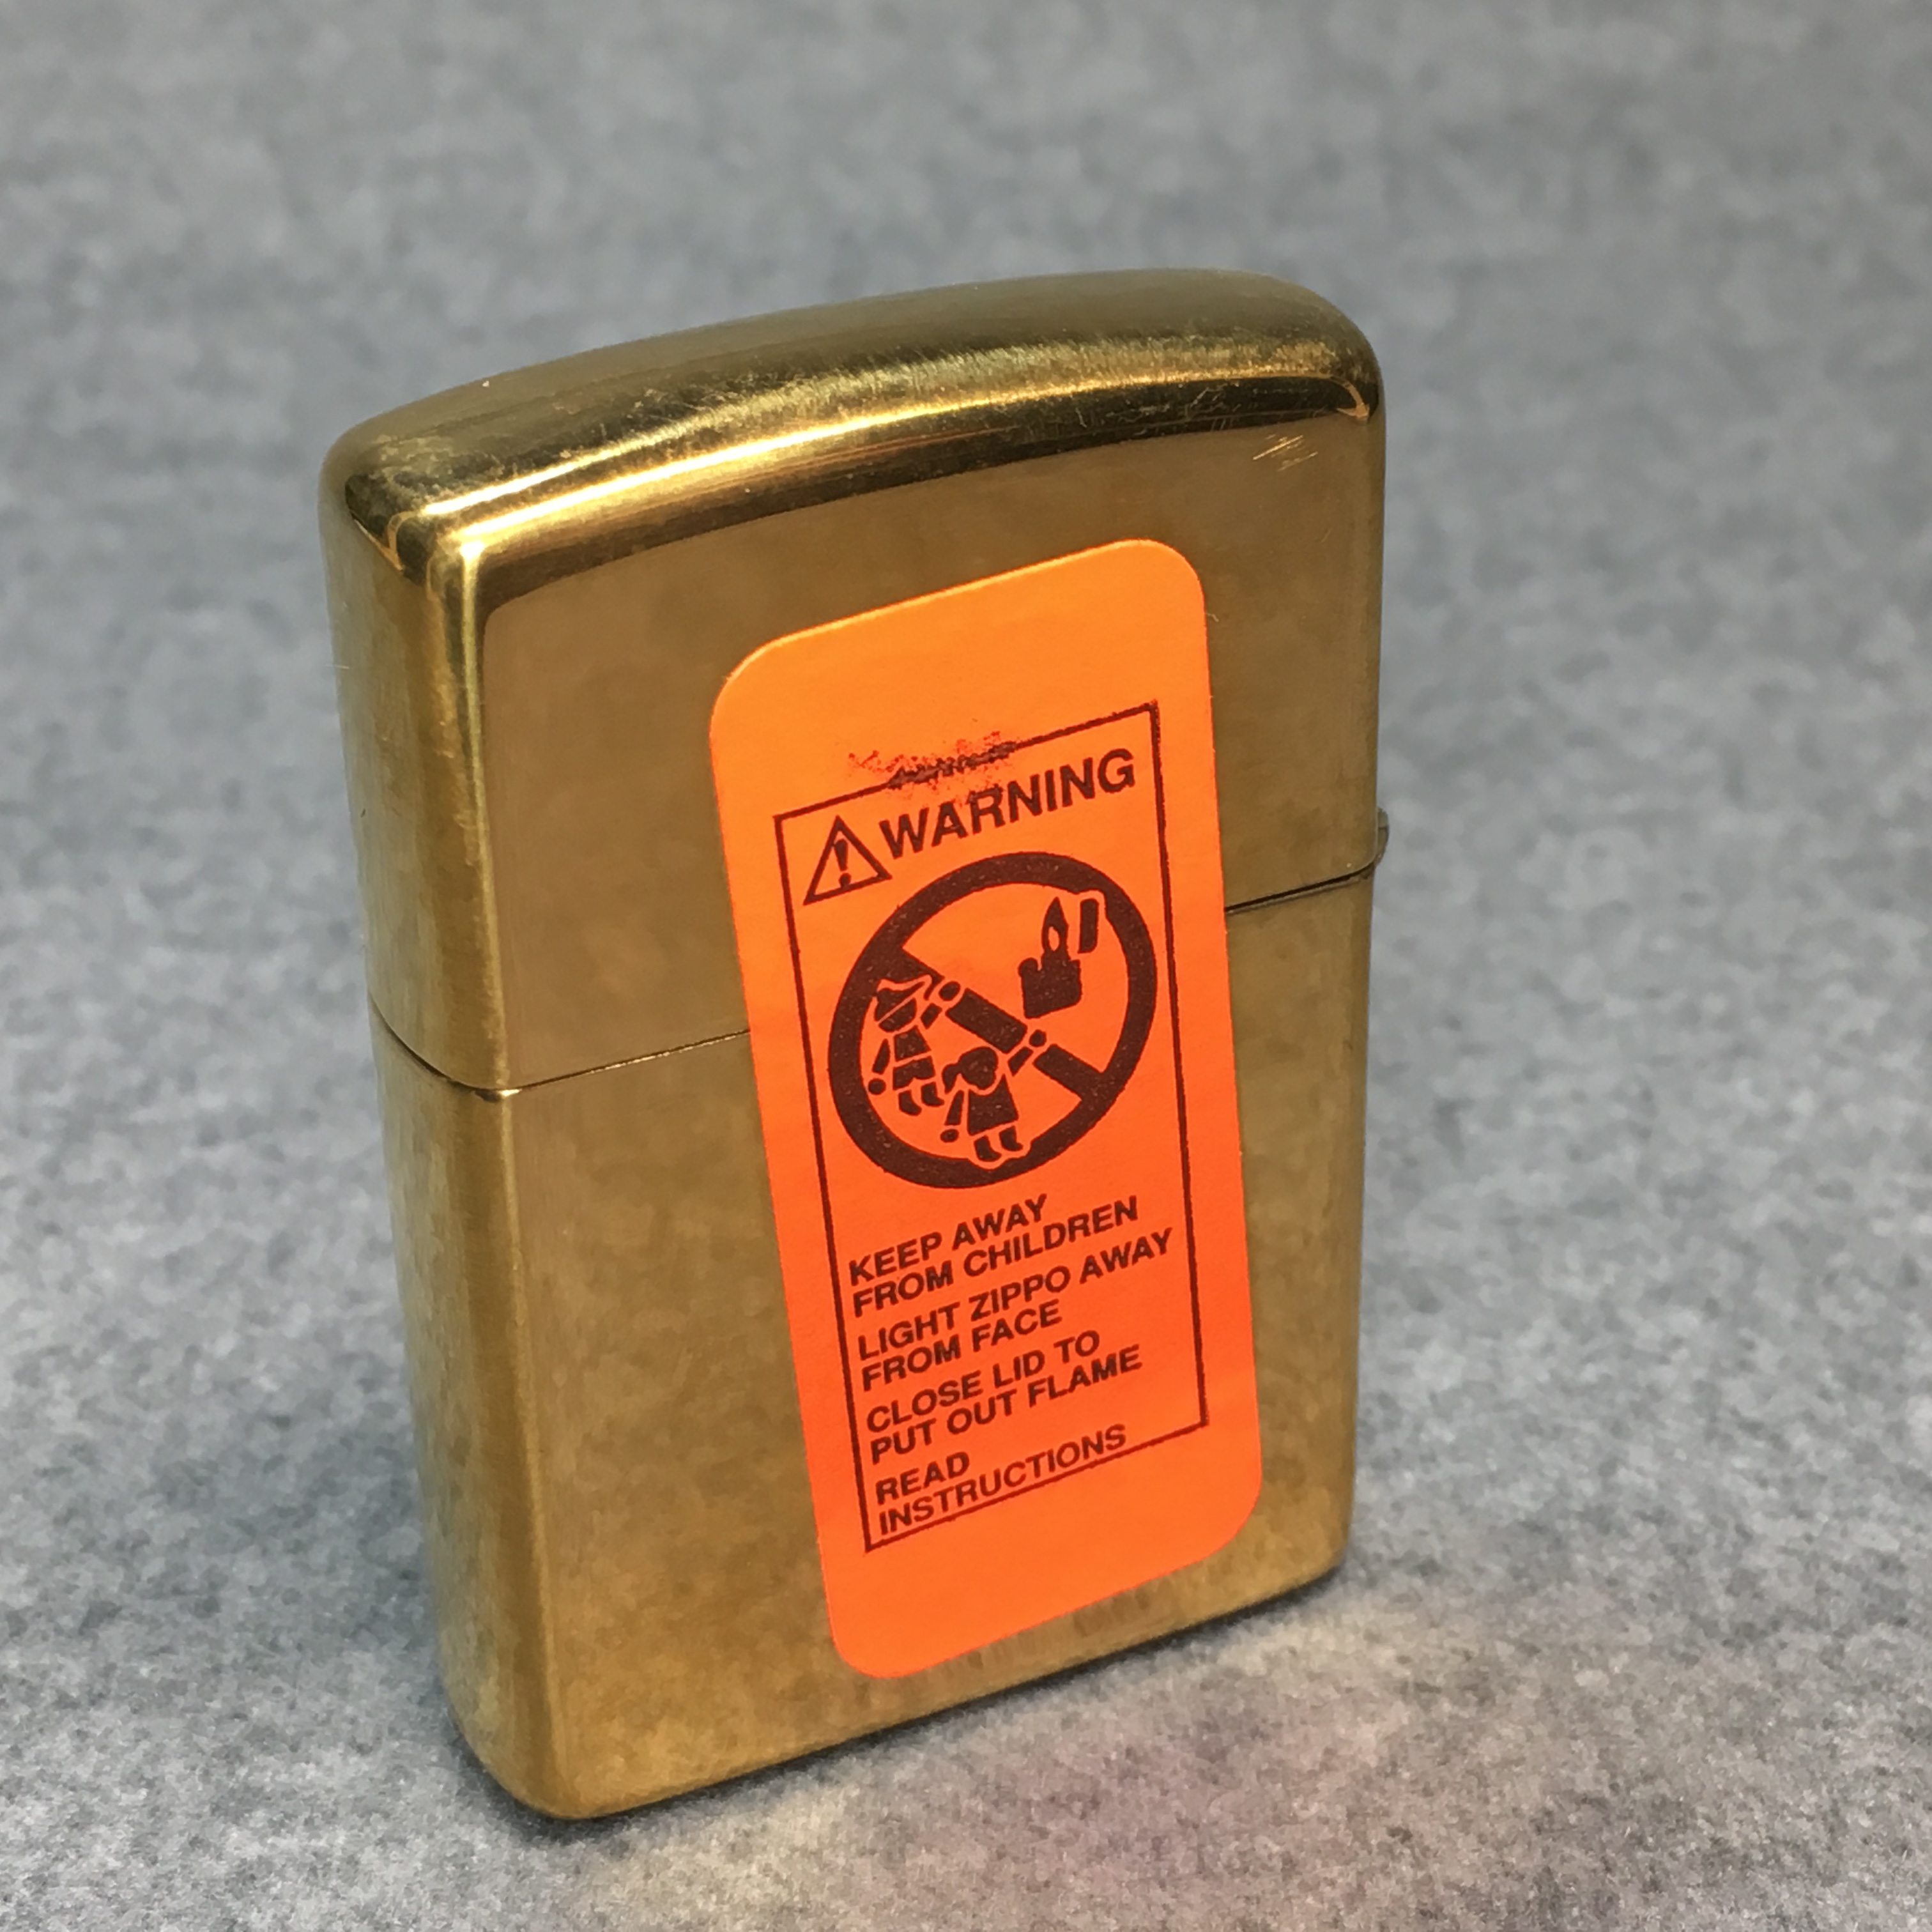 WARNING
KEEP AWAY
FROM CHILDREN
LIGHT ZIPPO AWAY
FROM FACE
CLOSE LID TO
PUT OUT FLAME
READ
INSTRUCTIONS